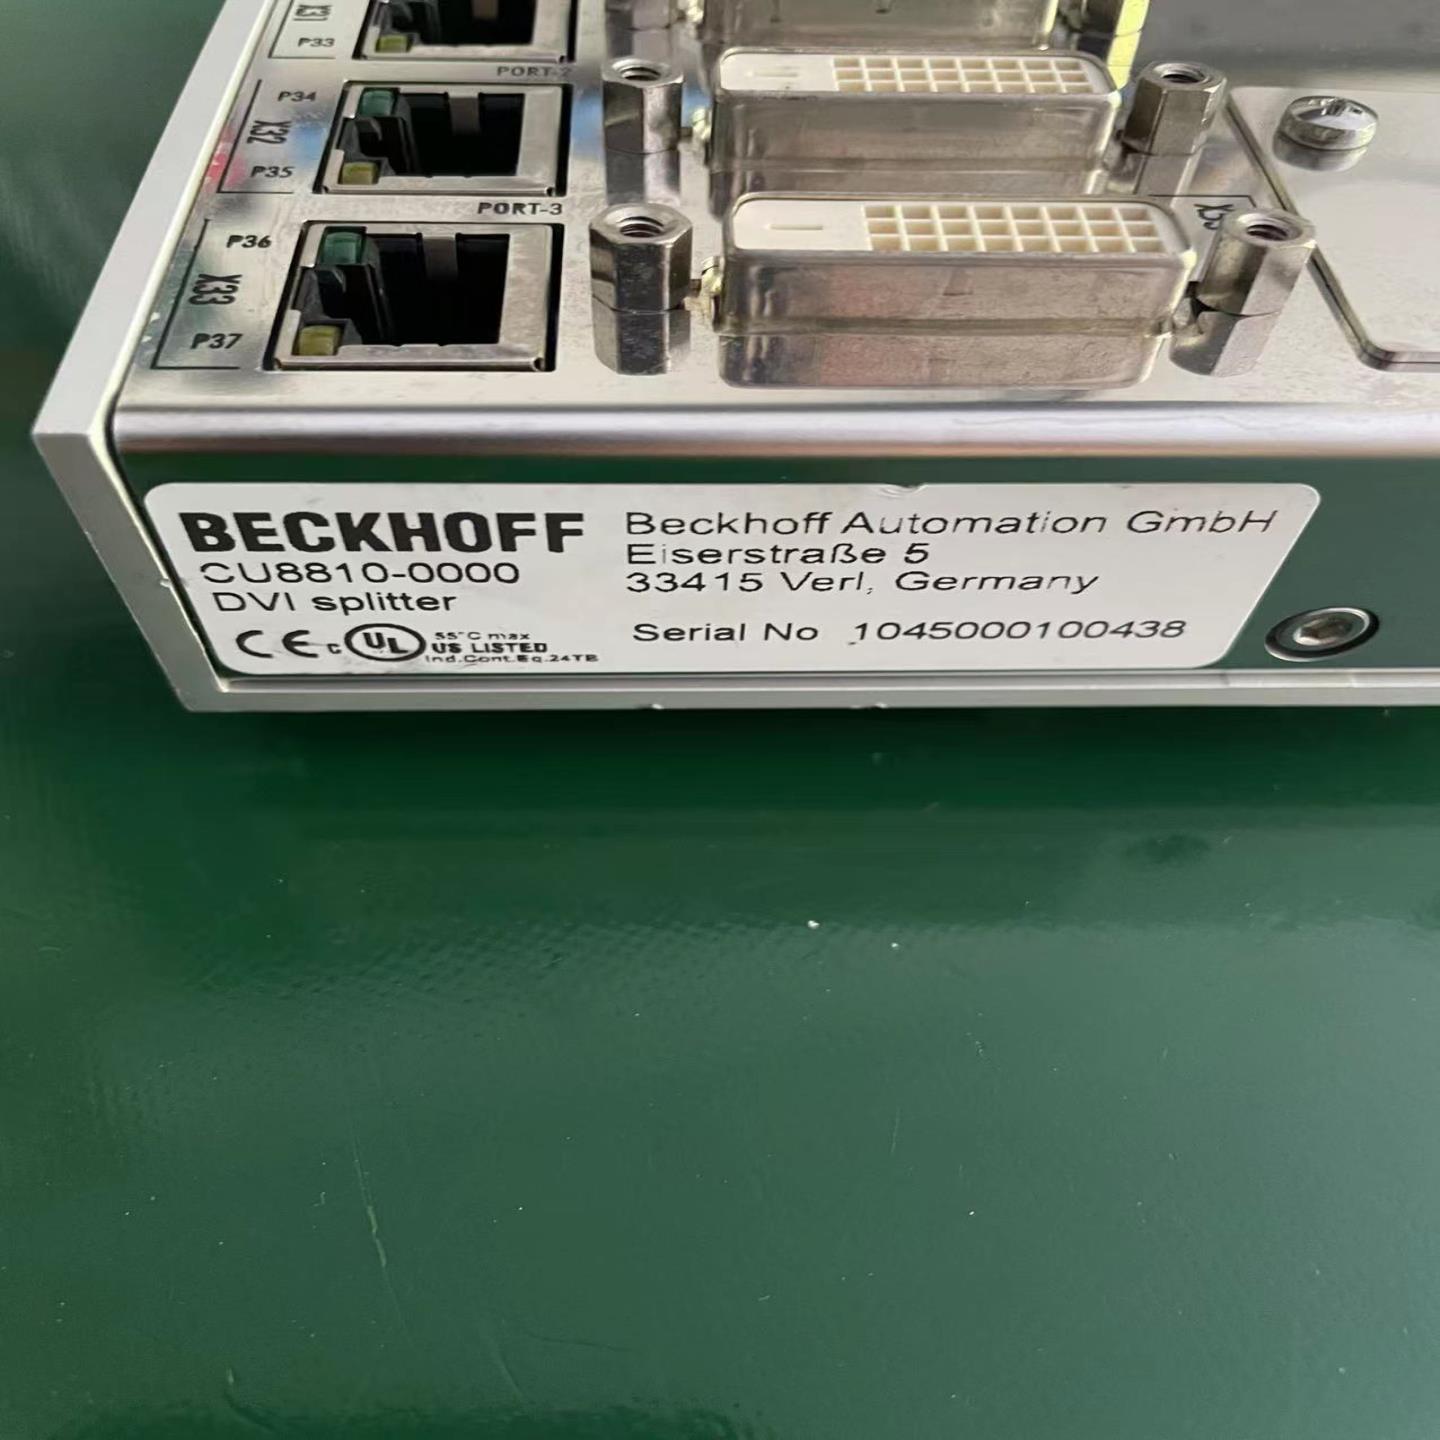 X31
P33
PORT-2
P34
X32
P35
PORT-3
P36
X33
P37
BECKHOFF
CU8810-0000
DVI splitter
CE c UL US LISTED
55°C max
Ind.Cont.Eq.24TB
Beckhoff Automation GmbH
Eiserstraße 5
33415 Verl, Germany
Serial No 1045000100438